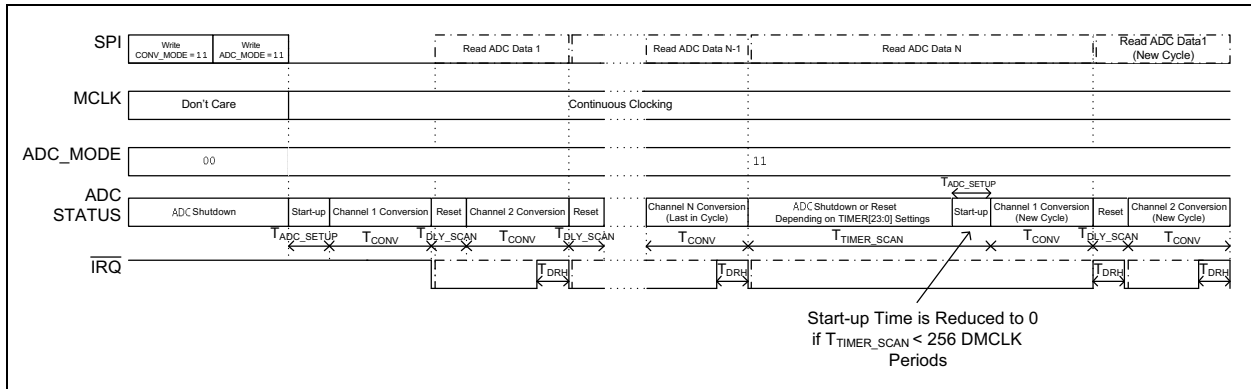 SPI
Write
CONV_MODE = 11
Write
ADC_MODE = 11
Read ADC Data 1
Read ADC Data N-1
Read ADC Data N
Read ADC Data1
(New Cycle)
MCLK
Don't Care
Continuous Clocking
ADC_MODE
00
11
ADC
STATUS
ADC Shutdown
Start-up
Channel 1 Conversion
Reset
Channel 2 Conversion
Reset
Channel N Conversion
(Last in Cycle)
ADC Shutdown or Reset
Depending on TIMER[23:0] Settings
TADC_SETUP
Start-up
Channel 1 Conversion
(New Cycle)
Reset
Channel 2 Conversion
(New Cycle)
TADC_SETUP
TCONV
TDLY_SCAN
TCONV
TDLY_SCAN
TCONV
TTIMER_SCAN
TCONV
TDLY_SCAN
TCONV
IRQ
TDRH
TDRH
TDRH
TDRH
Start-up Time is Reduced to 0
if TTIMER_SCAN < 256 DMCLK
Periods